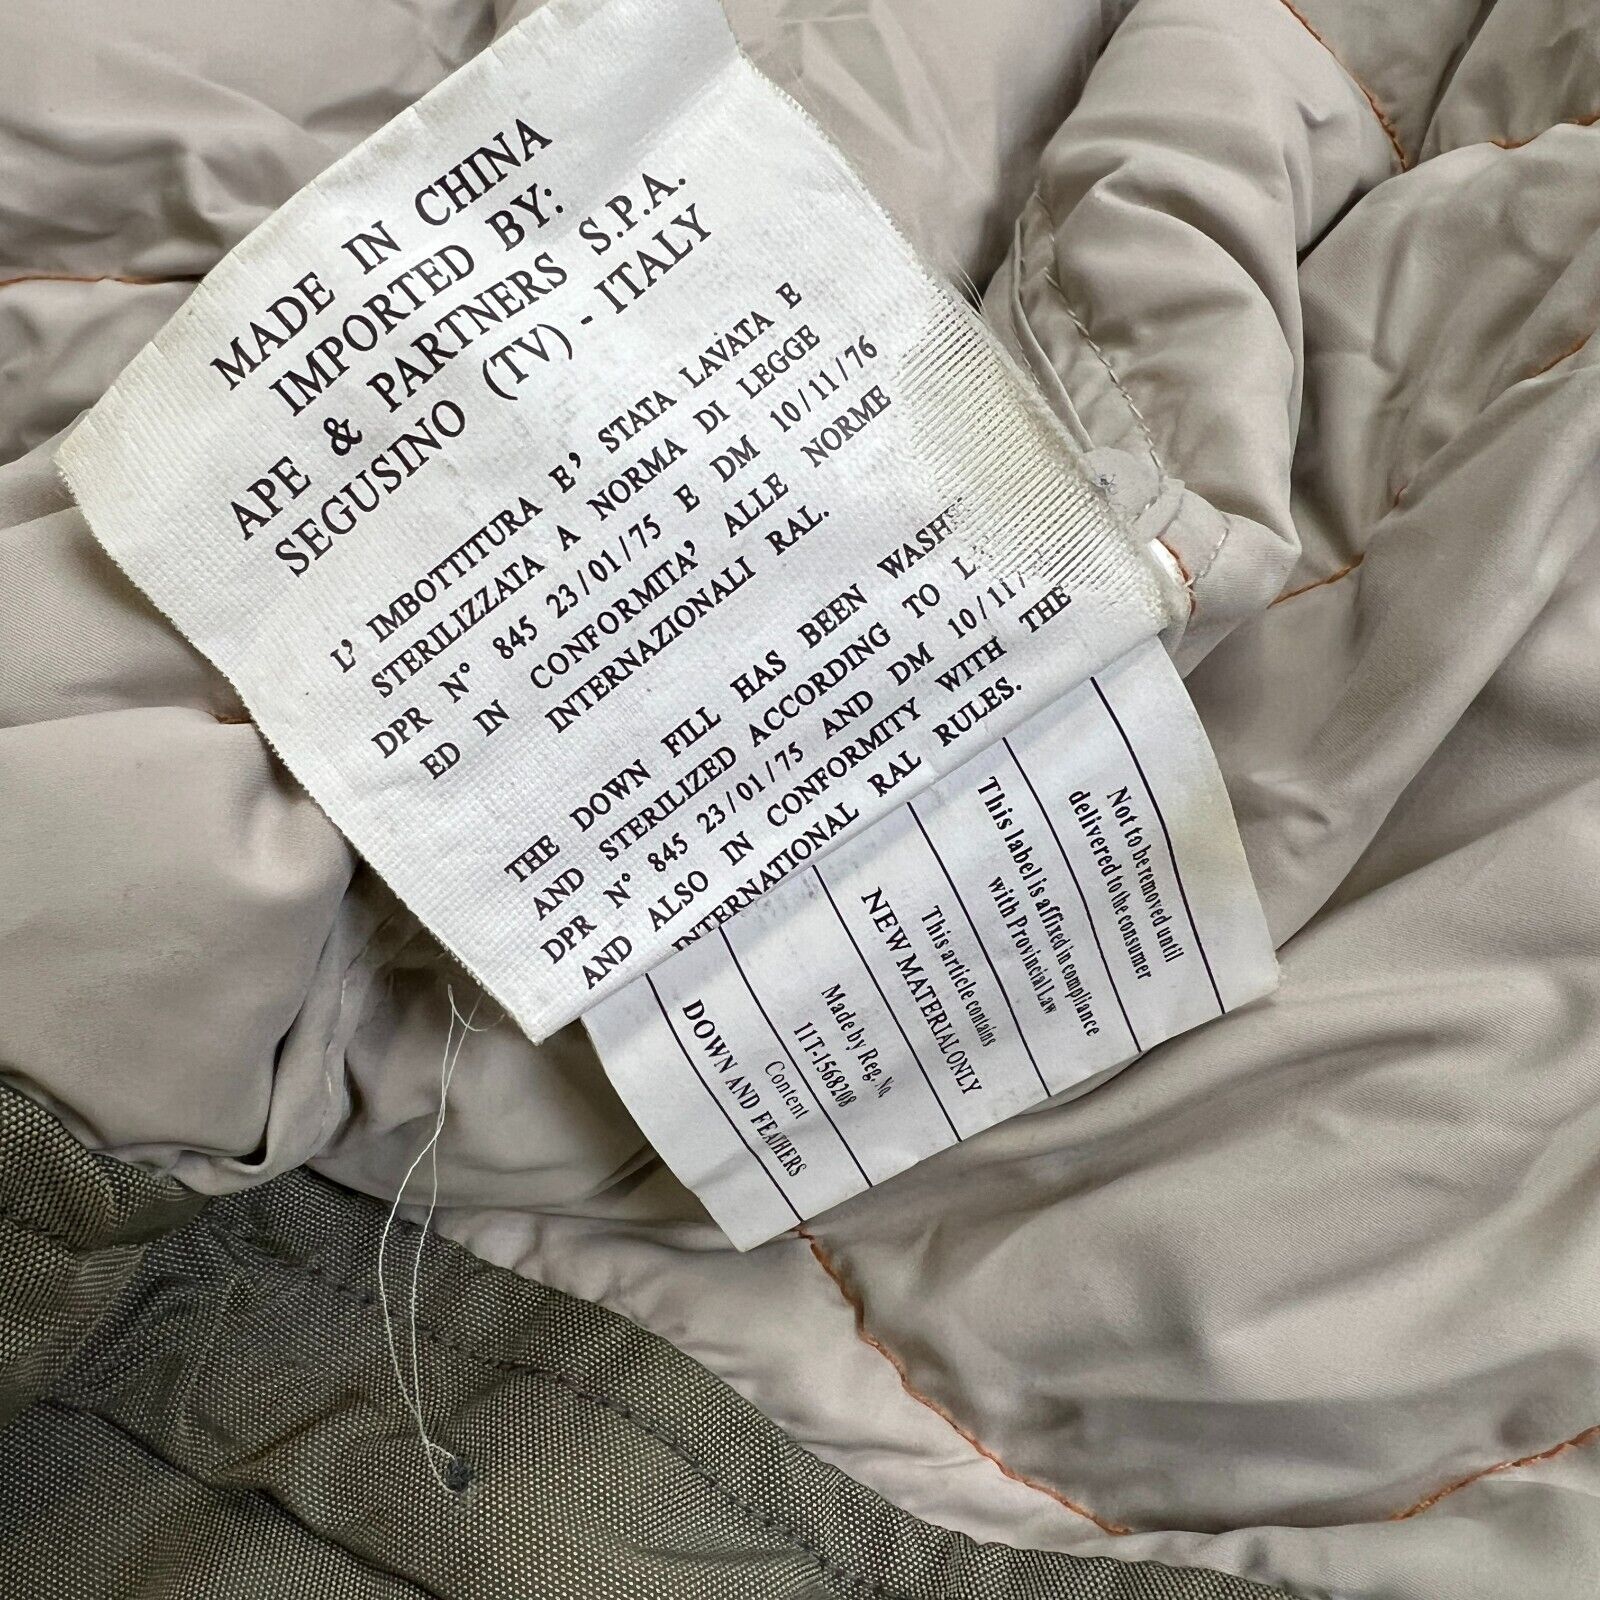 MADE IN CHINA
IMPORTED BY:
APE & PARTNERS S.P.A.
SEGUSINO (TV) - ITALY
L' IMBOTTITURA E' STATA LAVATA E
STERILIZZATA A NORMA DI LEGGE
DPR N° 845 23/01/75 E DM 10/11/76
ED IN CONFORMITA' ALLE NORME
INTERNAZIONALI RAL.
THE DOWN FILL HAS BEEN
AND STERILIZED ACCORDING TO
DPR N° 845 23/01/75 AND DM 10/11/
AND ALSO IN CONFORMITY WITH THE
INTERNATIONAL RAL RULES.
Not to be removed until
delivered to the consumer
This label is affixed in compliance
with Provincial Law
This article contains
NEW MATERIAL ONLY
Made by Reg. No.
11T-1568208
Content
DOWN AND FEATHERS